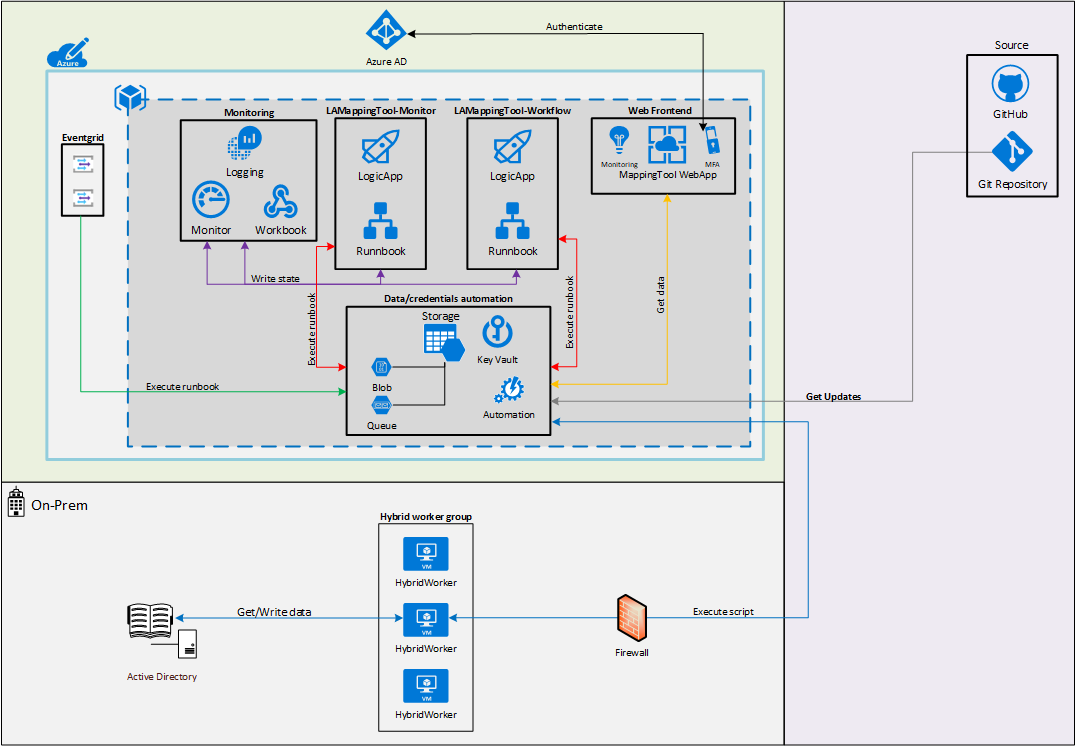 Authenticate
Azure AD
Azure
Source
GitHub
Git Repository
Eventgrid
Monitoring
Logging
Monitor
Workbook
LAMappingTool-Monitor
LogicApp
Runnbook
LAMappingTool-Workflow
LogicApp
Runnbook
Web Frontend
Monitoring
MFA
MappingTool WebApp
Write state
Execute runbook
Execute runbook
Get data
Data/credentials automation
Storage
Key Vault
Blob
Queue
Automation
Execute runbook
Get Updates
On-Prem
Hybrid worker group
VM
HybridWorker
VM
HybridWorker
VM
HybridWorker
Get/Write data
Execute script
Firewall
Active Directory